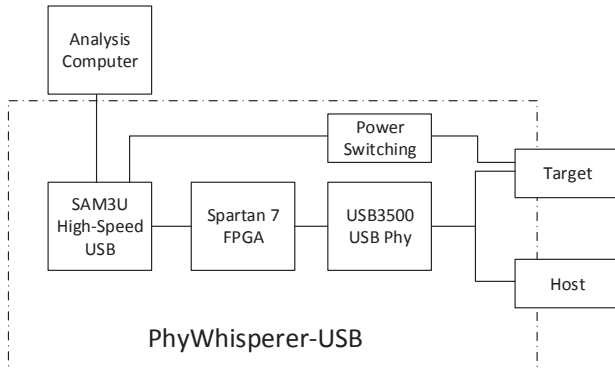 Analysis
Computer
Power
Switching
Target
SAM3U
High-Speed
USB
Spartan 7
FPGA
USB3500
USB Phy
Host
PhyWhisperer-USB